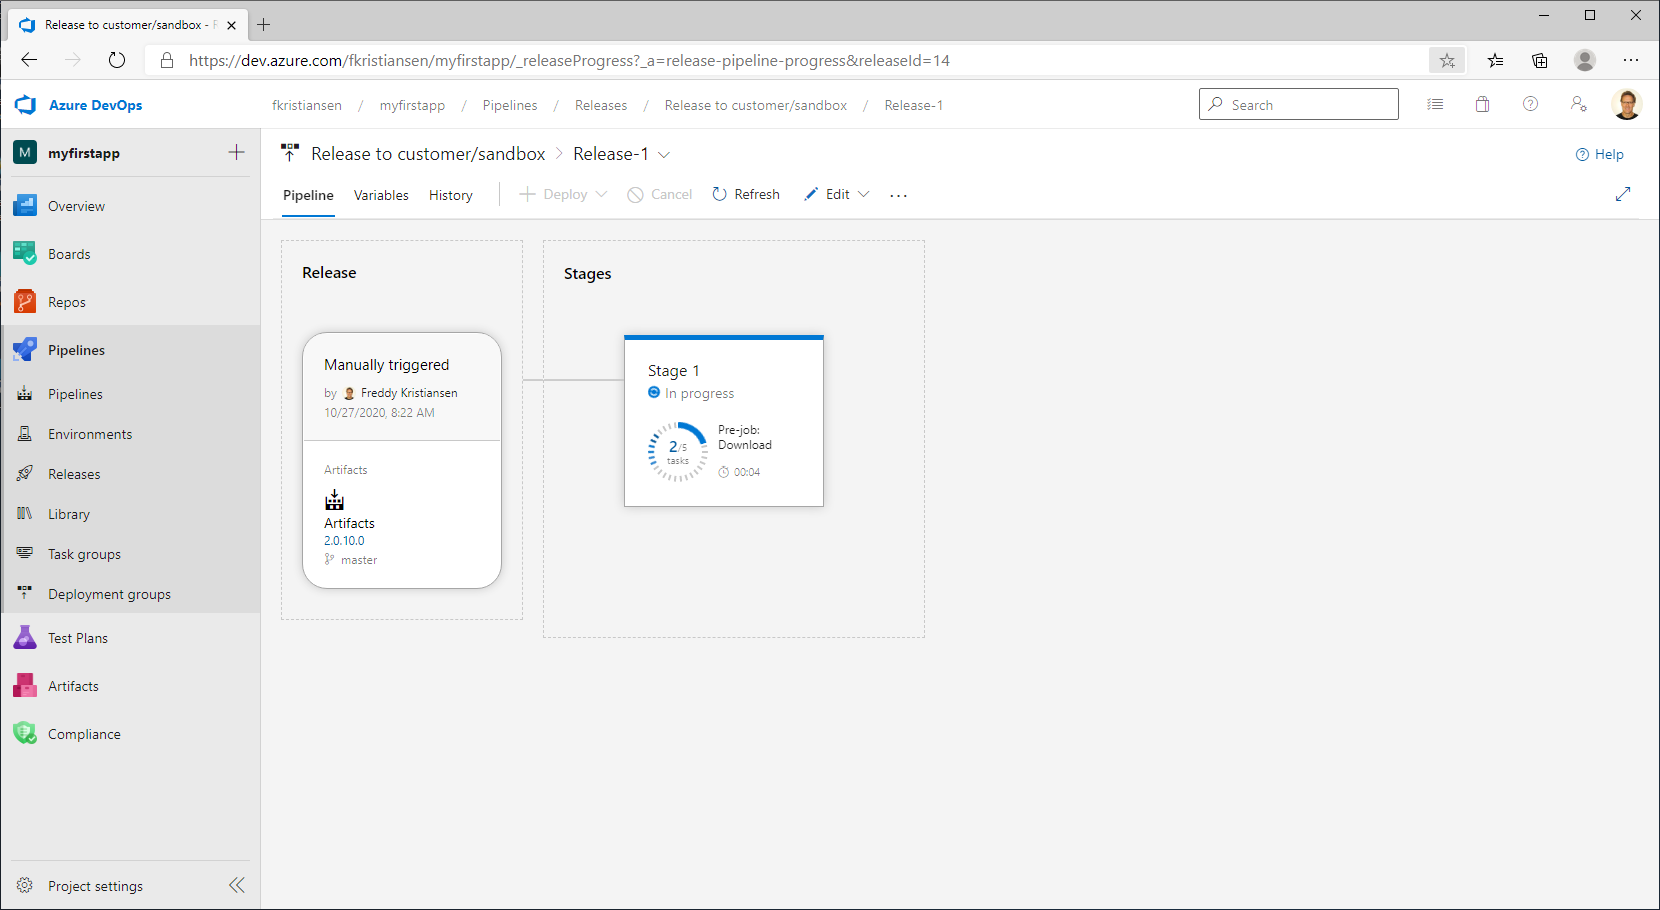 Release to customer/sandbox - R
https://dev.azure.com/fkristiansen/myfirstapp/_releaseProgress?_a=release-pipeline-progress&releaseId=14
Azure DevOps
fkristiansen / myfirstapp / Pipelines / Releases / Release to customer/sandbox / Release-1
Search
M myfirstapp
Overview
Boards
Repos
Pipelines
Pipelines
Environments
Releases
Library
Task groups
Deployment groups
Test Plans
Artifacts
Compliance
Project settings
Release to customer/sandbox > Release-1
Help
Pipeline Variables History Deploy Cancel Refresh Edit ...
Release
Manually triggered
by Freddy Kristiansen
10/27/2020, 8:22 AM
Artifacts
Artifacts
2.0.10.0
master
Stages
Stage 1
In progress
2/5
tasks
Pre-job:
Download
00:04